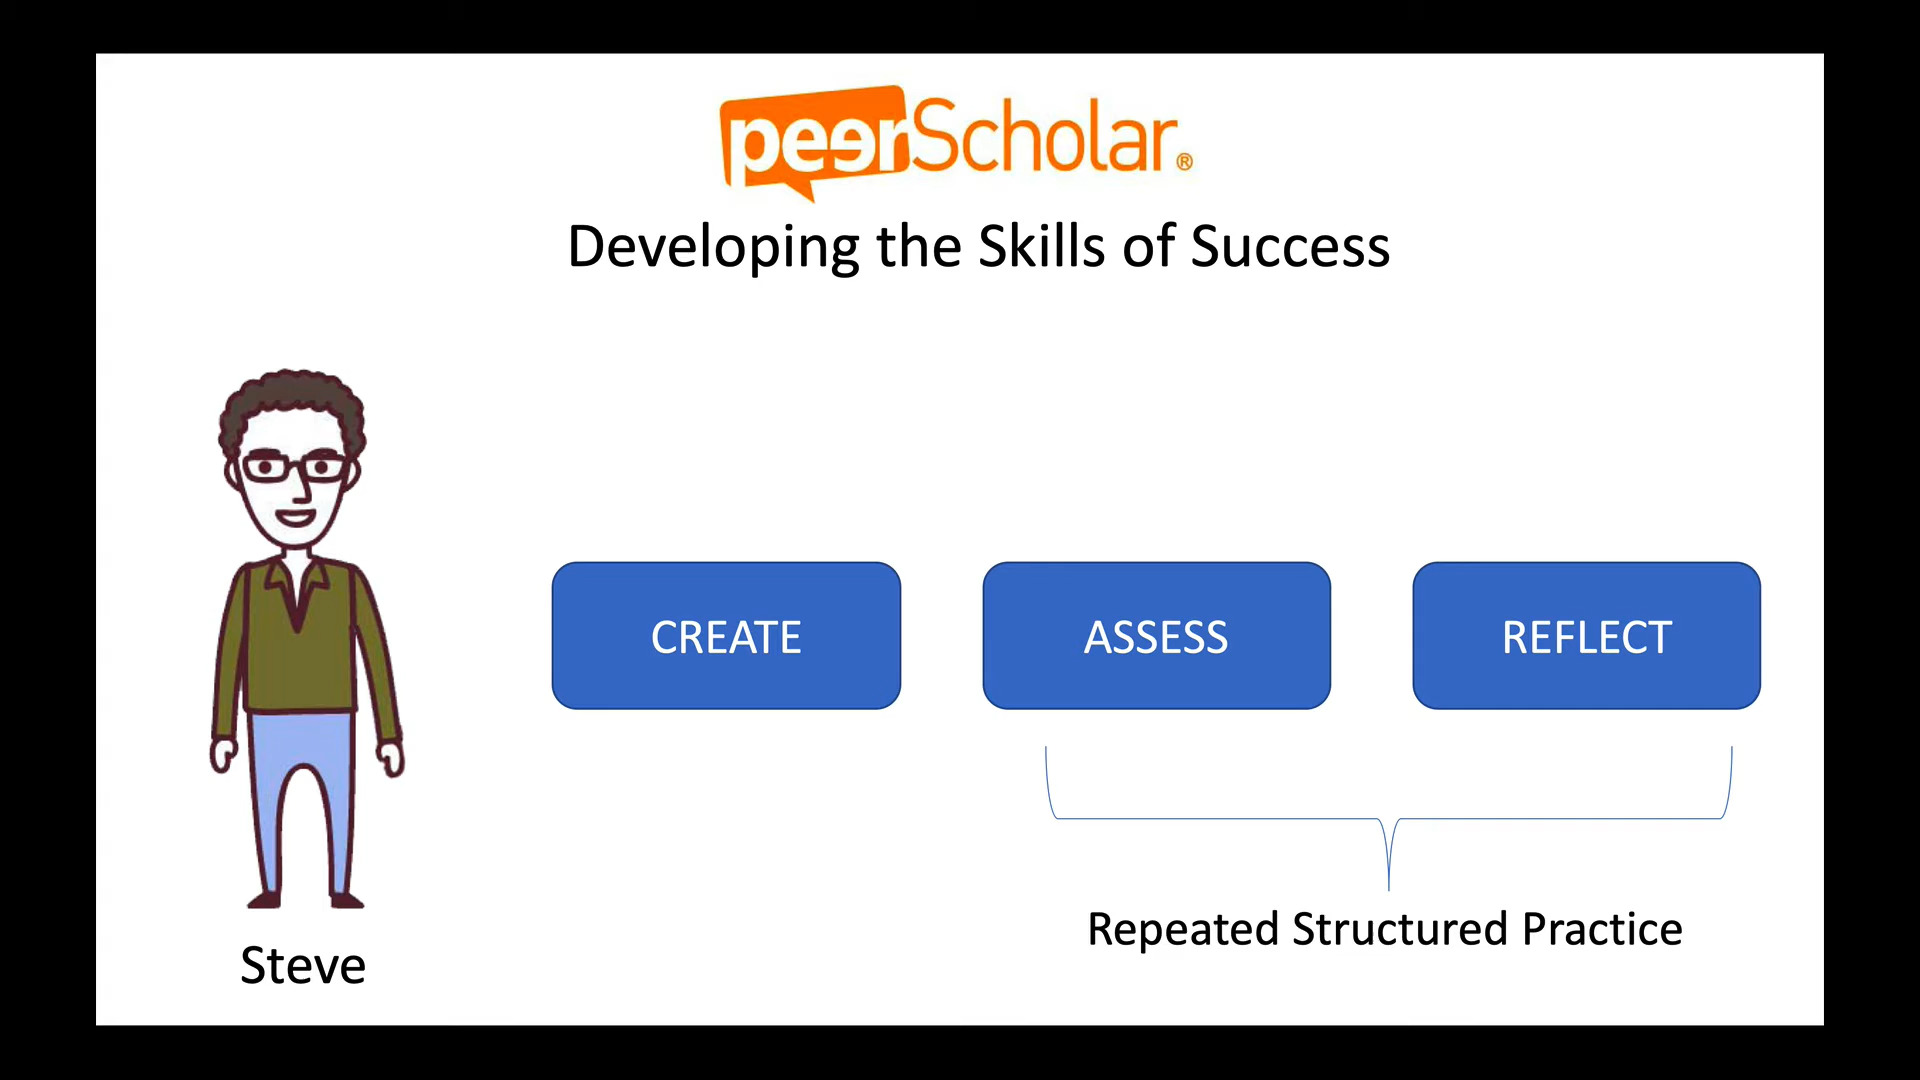 peerScholar®
Developing the Skills of Success
CREATE
ASSESS
REFLECT
Repeated Structured Practice
Steve